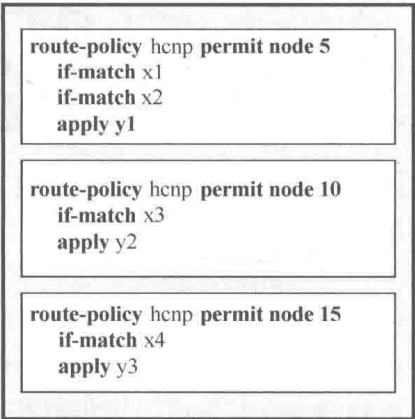 route-policy hcnp permit node 5
if-match x1
if-match x2
apply y1
route-policy hcnp permit node 10
if-match x3
apply y2
route-policy hcnp permit node 15
if-match x4
apply y3